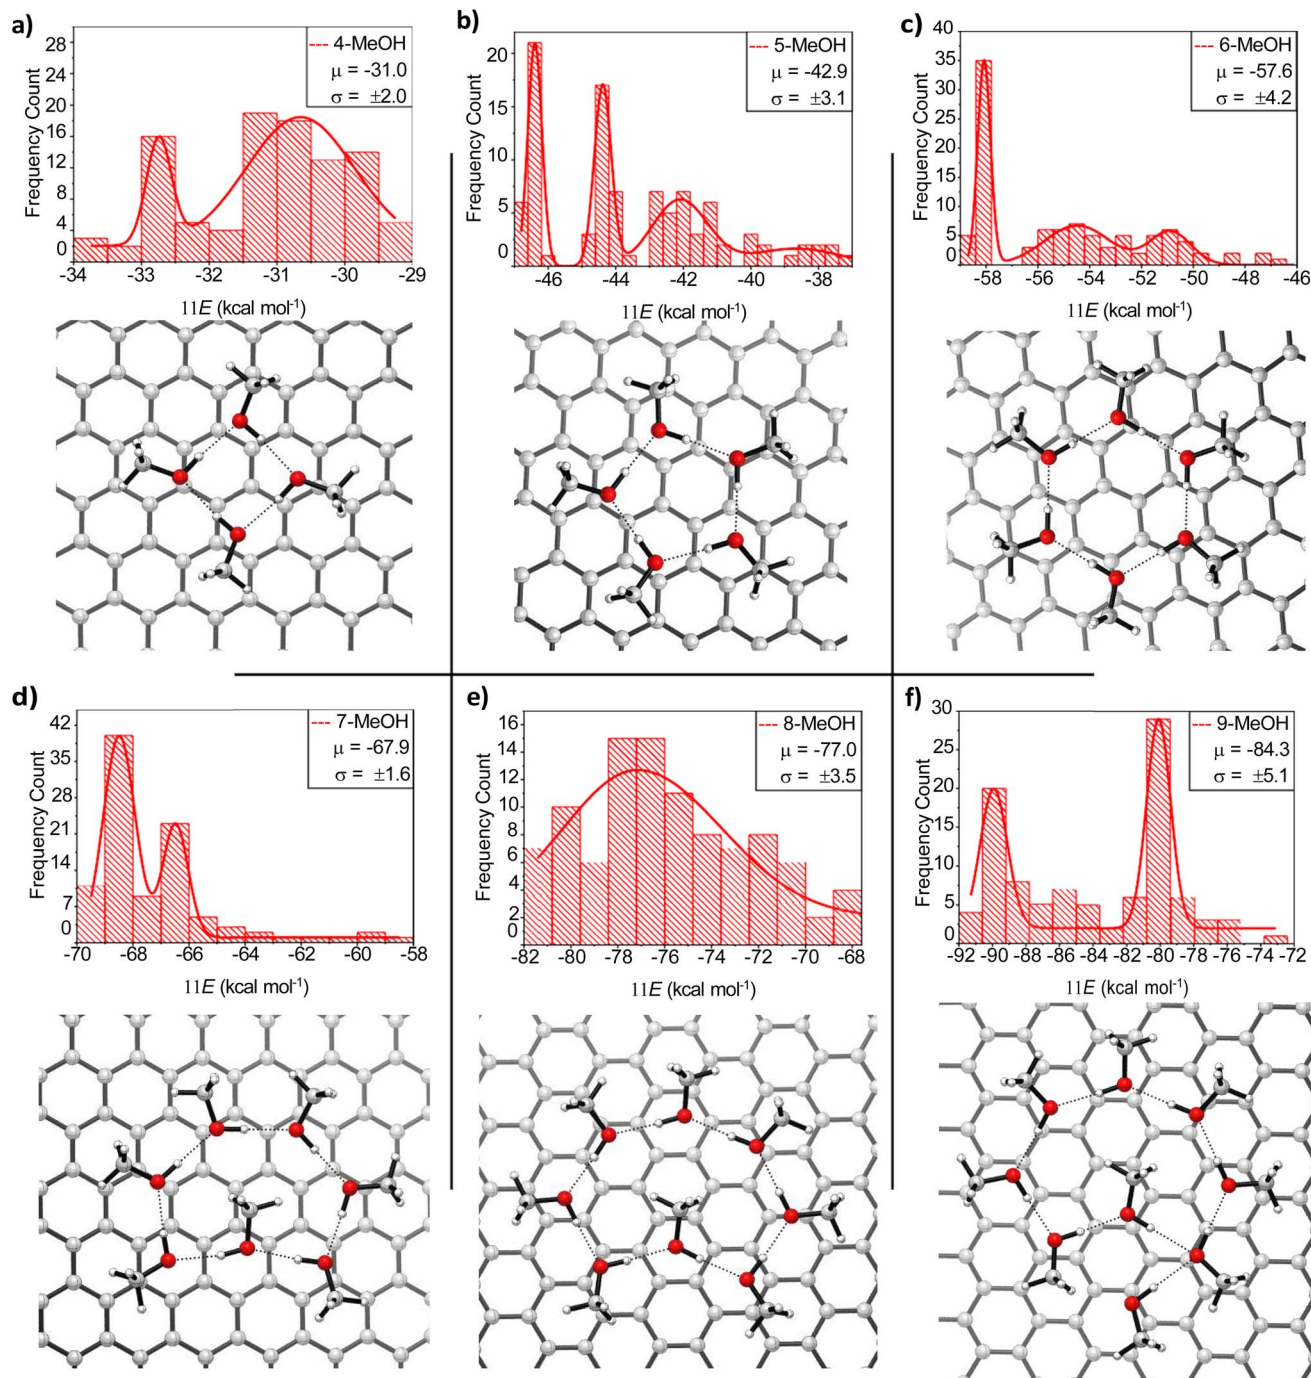 a)
4-MeOH
μ = -31.0
σ = ±2.0
Frequency Count
28
24
20
16
12
8
4
0
-34 -33 -32 -31 -30 -29
11E (kcal mol-1)
b)
5-MeOH
μ = -42.9
σ = ±3.1
Frequency Count
20
15
10
5
0
-46 -44 -42 -40 -38 -36
11E (kcal mol-1)
c)
6-MeOH
μ = -57.6
σ = ±4.2
Frequency Count
40
35
30
25
20
15
10
5
0
-58 -56 -54 -52 -50 -48 -46
11E (kcal mol-1)
d)
7-MeOH
μ = -67.9
σ = ±1.6
Frequency Count
42
35
28
21
14
7
0
-70 -68 -66 -64 -62 -60 -58
11E (kcal mol-1)
e)
8-MeOH
μ = -77.0
σ = ±3.5
Frequency Count
16
14
12
10
8
6
4
2
0
-82 -80 -78 -76 -74 -72 -70 -68
11E (kcal mol-1)
f)
9-MeOH
μ = -84.3
σ = ±5.1
Frequency Count
30
25
20
15
10
5
0
-92 -90 -88 -86 -84 -82 -80 -78 -76 -74 -72
11E (kcal mol-1)